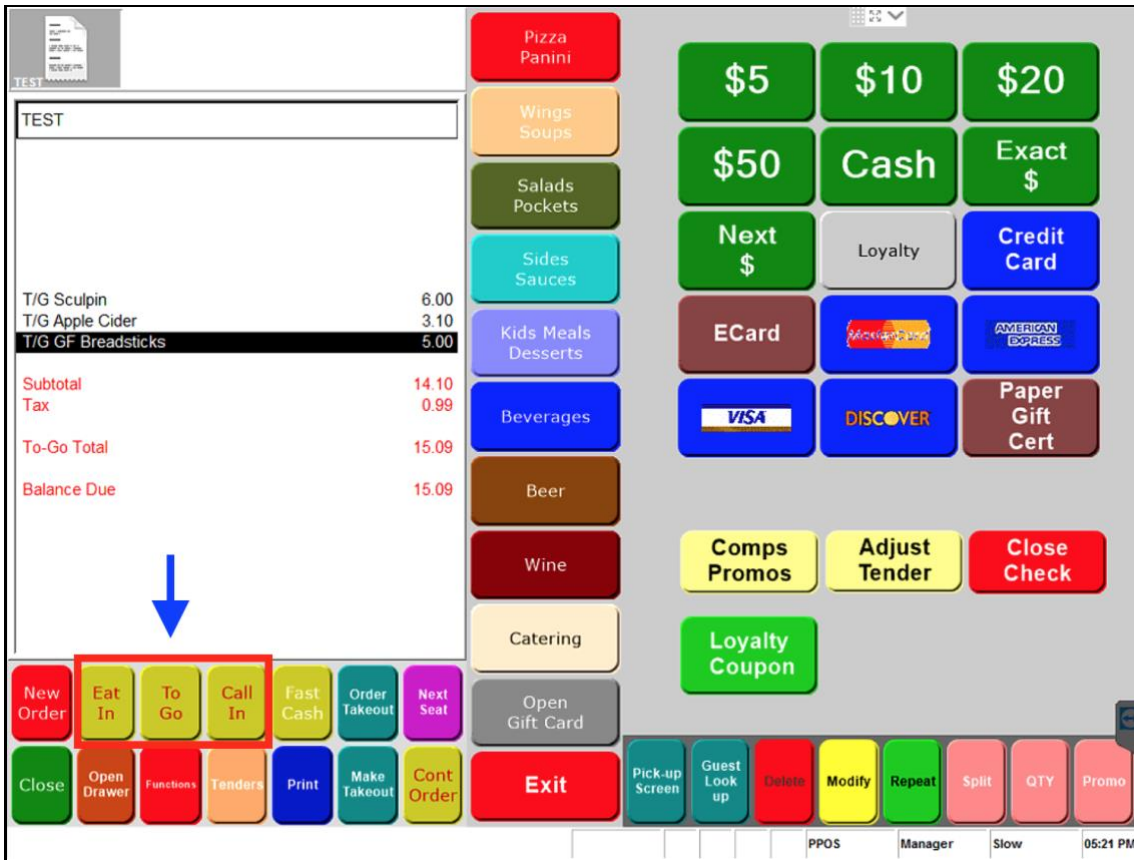 TEST
TEST
T/G Sculpin 6.00
T/G Apple Cider 3.10
T/G GF Breadsticks 5.00
Subtotal 14.10
Tax 0.99
To-Go Total 15.09
Balance Due 15.09
New
Order
Eat
In
To
Go
Call
In
Fast
Cash
Order
Takeout
Next
Seat
Close
Open
Drawer
Functions
Tenders
Print
Make
Takeout
Cont
Order
Pizza
Panini
Wings
Soups
Salads
Pockets
Sides
Sauces
Kids Meals
Desserts
Beverages
Beer
Wine
Catering
Open
Gift Card
Exit
$5
$10
$20
$50
Cash
Exact
$
Next
$
Loyalty
Credit
Card
ECard
MasterCard
AMERICAN
EXPRESS
VISA
DISCOVER
Paper
Gift
Cert
Comps
Promos
Adjust
Tender
Close
Check
Loyalty
Coupon
Pick-up
Screen
Guest
Look
up
Delete
Modify
Repeat
Split
QTY
Promo
PPOS Manager Slow 05:21 PM